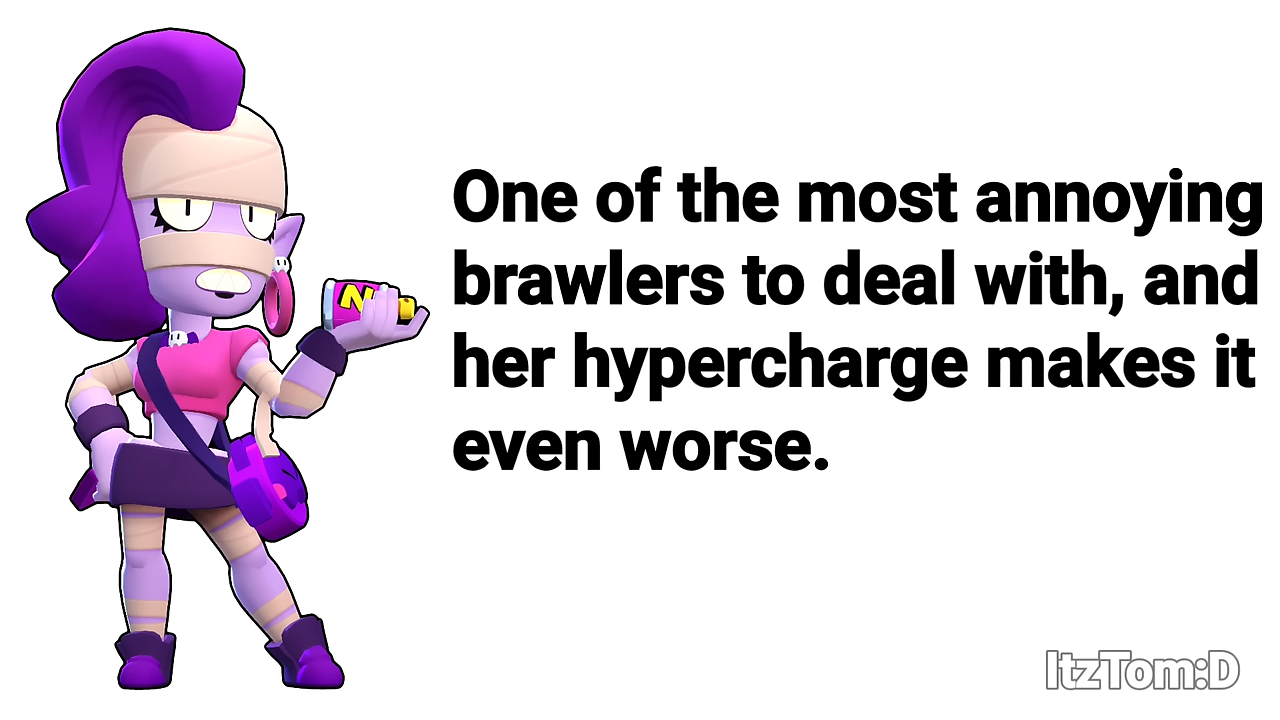 One of the most annoying
brawlers to deal with, and
her hypercharge makes it
even worse.
ItzTom:D